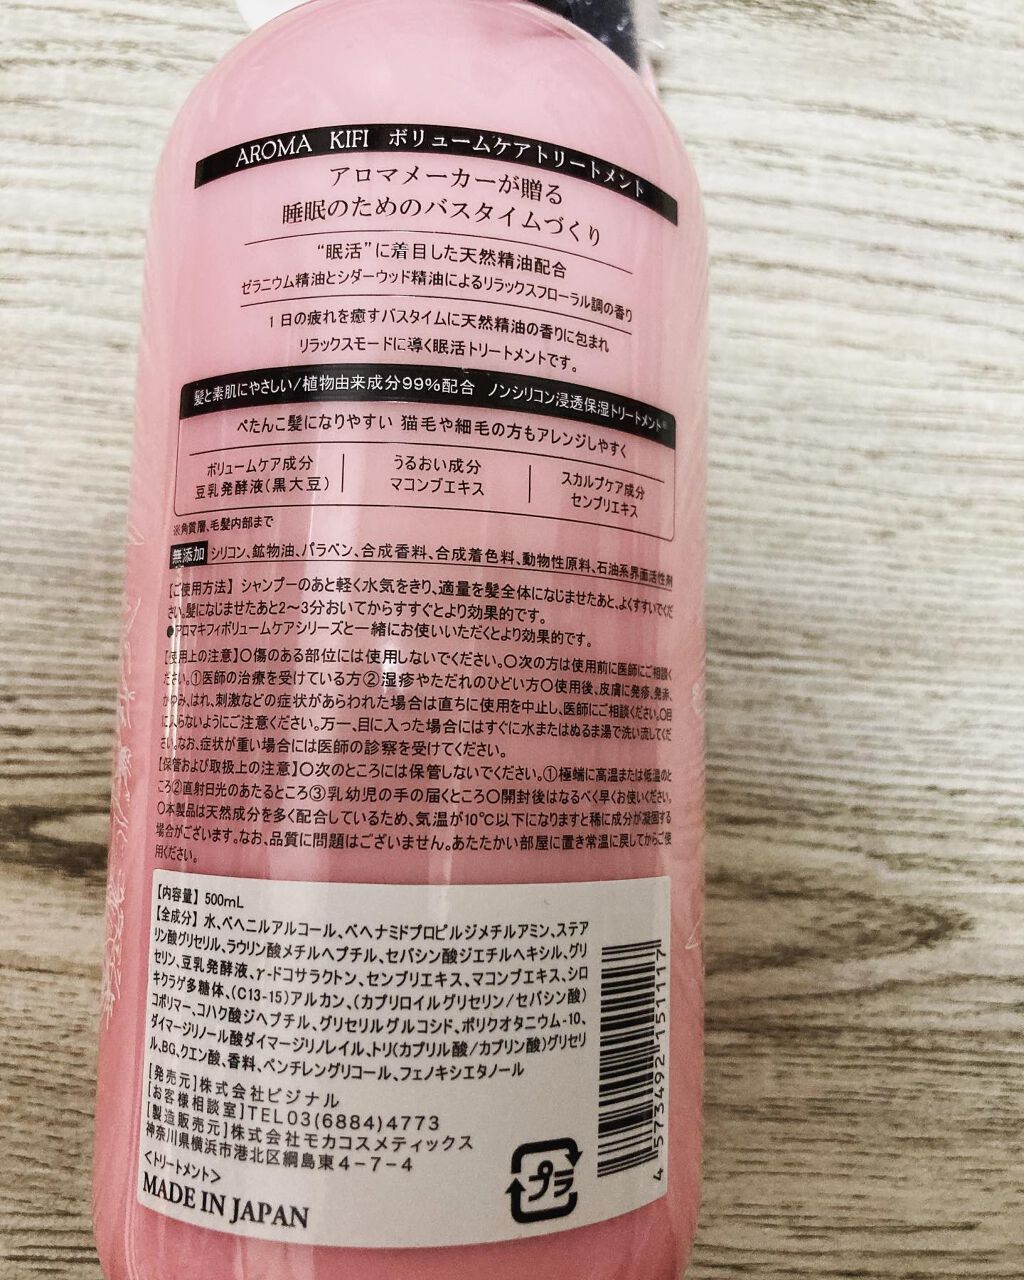 AROMA KIFI ボリュームケアトリートメント
アロマメーカーが贈る
睡眠のためのバスタイムづくり
“眠活”に着目した天然精油配合
ゼラニウム精油とシダーウッド精油によるリラックスフローラル調の香り
1日の疲れを癒すバスタイムに天然精油の香りに包まれ
リラックスモードに導く眠活トリートメントです。
髪と素肌にやさしい/植物由来成分99%配合 ノンシリコン浸透保湿トリートメント※
ぺたんこ髪になりやすい 猫毛や細毛の方もアレンジしやすく
ボリュームケア成分
豆乳発酵液(黒大豆)
うるおい成分
マコンブエキス
スカルプケア成分
センブリエキス
※角質層、毛髪内部まで
無添加 シリコン、鉱物油、パラベン、合成香料、合成着色料、動物性原料、石油系界面活性剤
【ご使用方法】 シャンプーのあと軽く水気をきり、適量を髪全体になじませたあと、よくすすいでくだ
さい。髪になじませたあと2〜3分おいてからすすぐとより効果的です。
●アロマキフィボリュームケアシリーズと一緒にお使いいただくとより効果的です。
【使用上の注意】〇傷のある部位には使用しないでください。〇次の方は使用前に医師にご相談く
ださい。①医師の治療を受けている方②湿疹やただれのひどい方〇使用後、皮膚に発疹、発赤、
かゆみ、はれ、刺激などの症状があらわれた場合は直ちに使用を中止し、医師にご相談ください。〇目
に入らないようにご注意ください。万一、目に入った場合にはすぐに水またはぬるま湯で洗い流してくだ
さい。なお、症状が重い場合には医師の診察を受けてください。
【保管および取扱上の注意】〇次のところには保管しないでください。①極端に高温または低温のと
ころ②直射日光のあたるところ③乳幼児の手の届くところ〇開封後はなるべく早くお使いください。
〇本製品は天然成分を多く配合しているため、気温が10℃以下になりますと稀に成分が凝固する
場合がございます。なお、品質に問題はございません。あたたかい部屋に置き常温に戻してからご使
用ください。
【内容量】 500mL
【全成分】 水、ベヘニルアルコール、ベヘナミドプロピルジメチルアミン、ステア
リン酸グリセリル、ラウリン酸メチルヘプチル、セバシン酸ジエチルヘキシル、グリ
セリン、豆乳発酵液、γ-ドコサラクトン、センブリエキス、マコンブエキス、シロ
キクラゲ多糖体、(C13-15)アルカン、(カプリロイルグリセリン/セバシン酸)
コポリマー、コハク酸ジヘプチル、グリセリルグルコシド、ポリクオタニウム-10、
ダイマージリノール酸ダイマージリノレイル、トリ(カプリル酸/カプリン酸)グリセリ
ル、BG、クエン酸、香料、ペンチレングリコール、フェノキシエタノール
[発売元]株式会社ビジナル
[お客様相談室]TEL03(6884)4773
[製造販売元]株式会社モカコスメティックス
神奈川県横浜市港北区綱島東4-7-4
<トリートメント>
MADE IN JAPAN
プラ
4573492151117